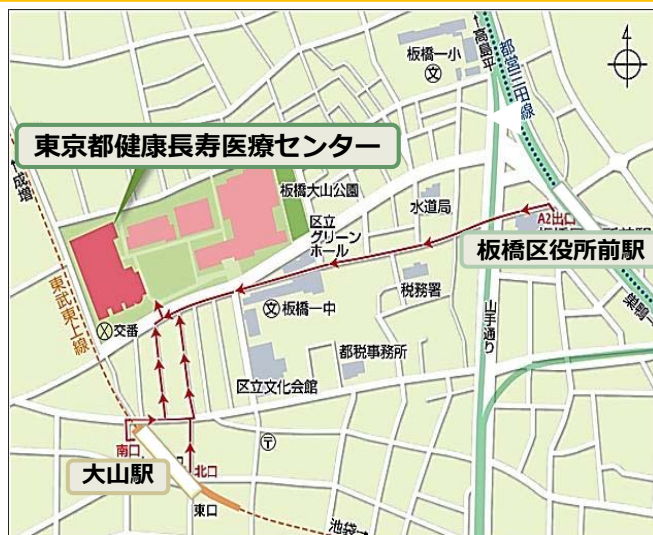 板橋一小
文
高島平
都営三田線
4
東京都健康長寿医療センター
成増
板橋大山公園
区立
グリーン
ホール
水道局
A2出口
板橋区役所前駅
税務署
東武東上線
交番
文
板橋一中
山手通り
巣鴨
都税事務所
区立文化会館
南口
北口
大山駅
東口
池袋